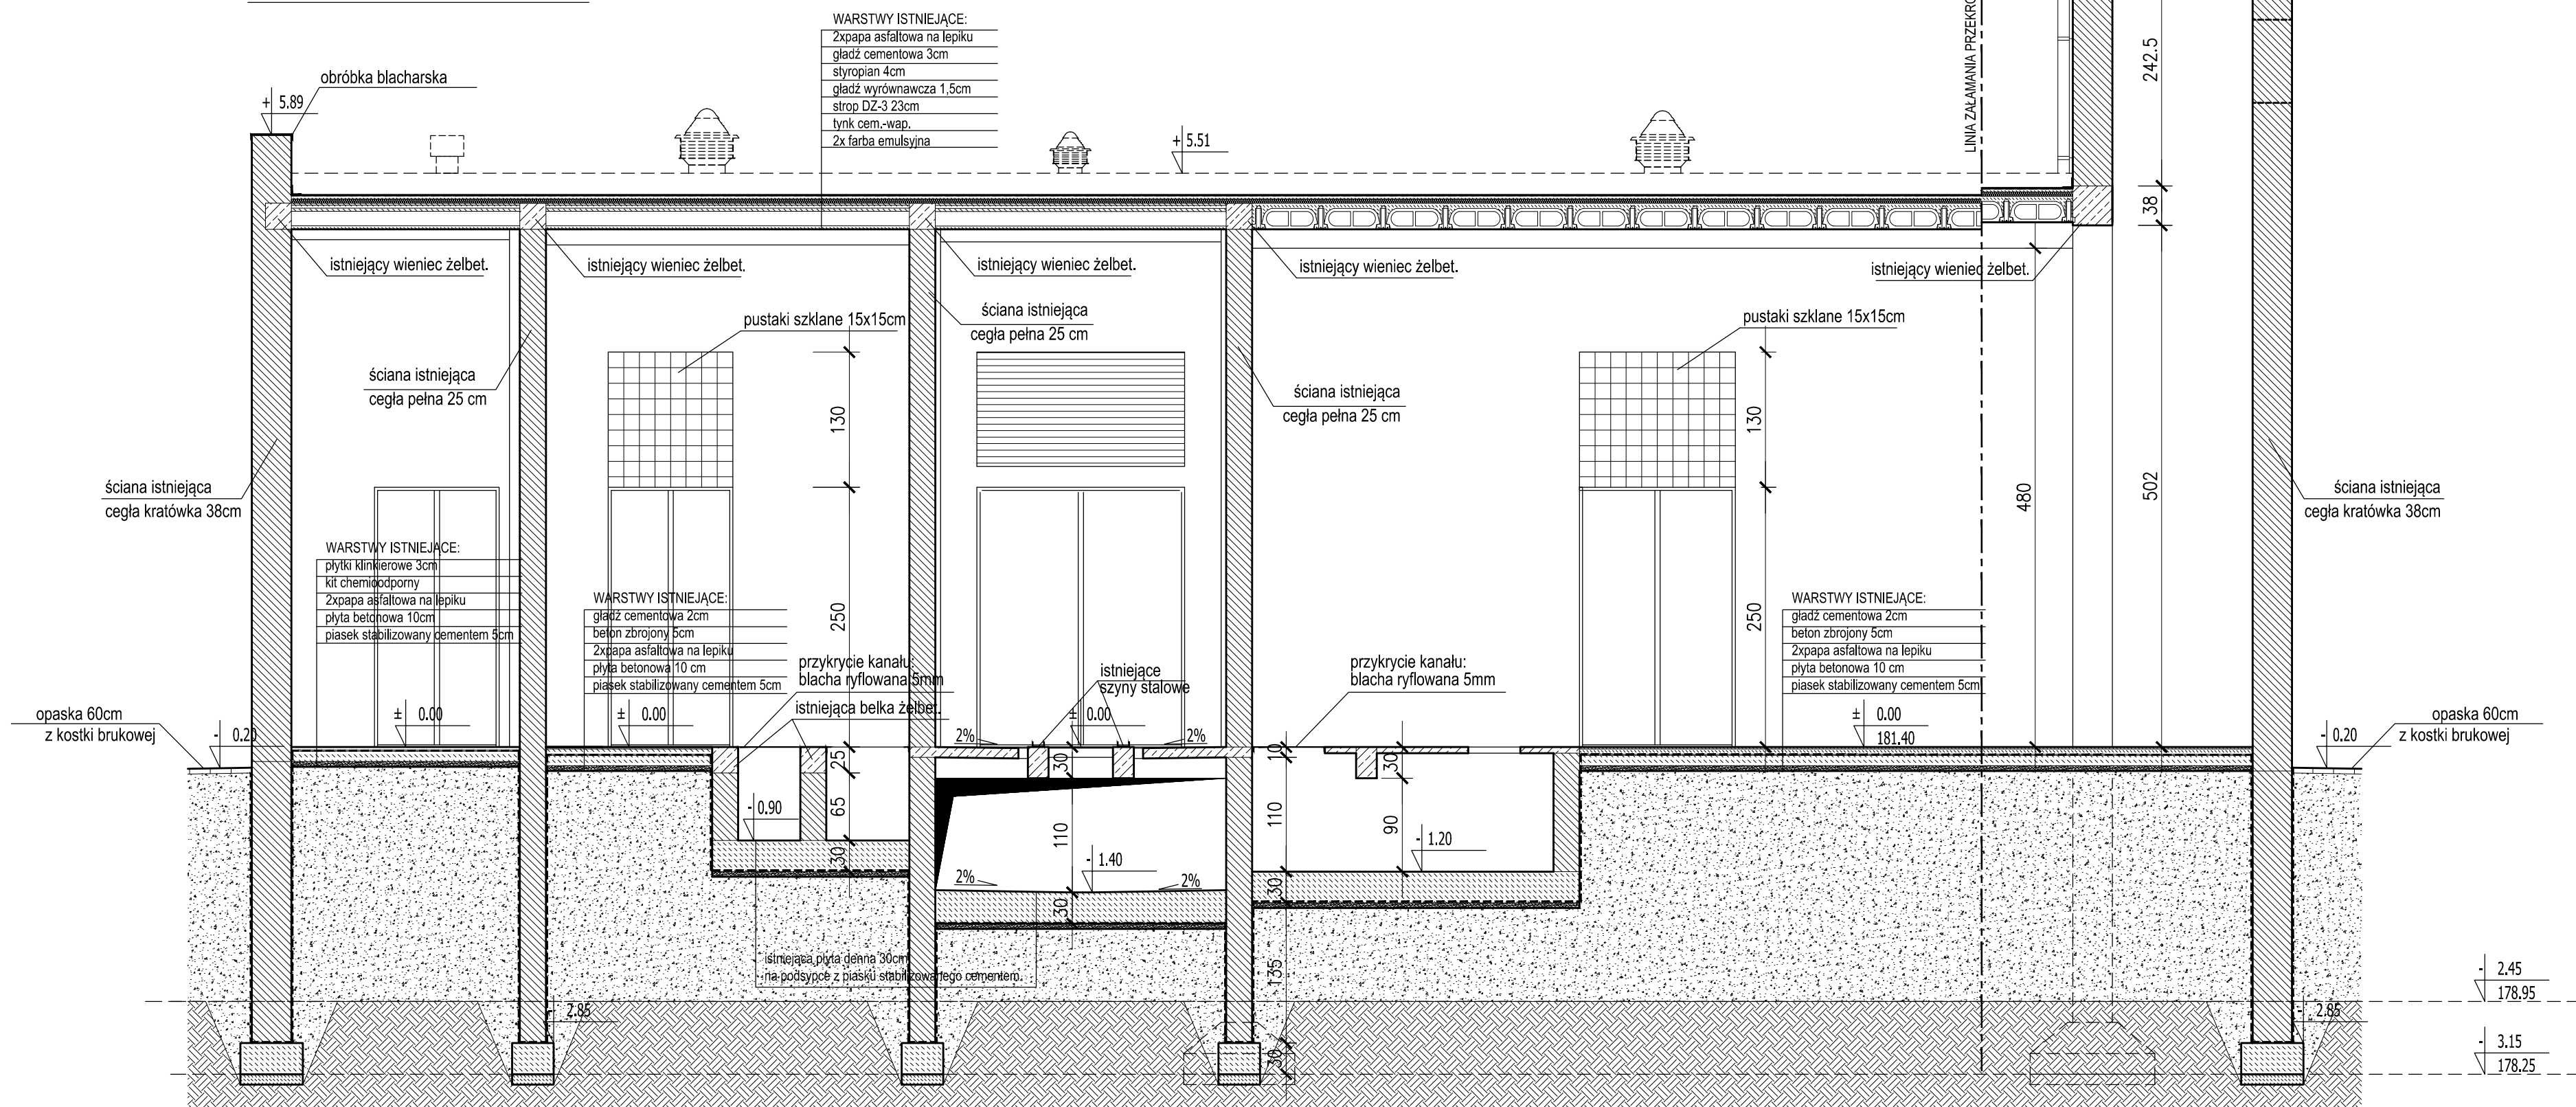 WARSTWY ISTNIEJĄCE:
2xpapa asfaltowa na lepiku
gładź cementowa 3cm
styropian 4cm
gładź wyrównawcza 1,5cm
strop DZ-3 23cm
tynk cem.-wap.
2x farba emulsyjna
obróbka blacharska
+ 5.89
+ 5.51
LINIA ZAŁAMANIA
242.5
38
istniejący wieniec żelbet.
istniejący wieniec żelbet.
istniejący wieniec żelbet.
istniejący wieniec żelbet.
istniejący wieniec żelbet.
pustaki szklane 15x15cm
ściana istniejąca
cegła pełna 25 cm
pustaki szklane 15x15cm
ściana istniejąca
cegła pełna 25 cm
ściana istniejąca
cegła pełna 25 cm
130
130
ściana istniejąca
cegła kratówka 38cm
480
502
ściana istniejąca
cegła kratówka 38cm
WARSTWY ISTNIEJĄCE:
płytki klinkierowe 3cm
kit chemioodporny
2xpapa asfaltowa na lepiku
płyta betonowa 10cm
piasek stabilizowany cementem 5cm
WARSTWY ISTNIEJĄCE:
gładź cementowa 2cm
beton zbrojony 5cm
2xpapa asfaltowa na lepiku
płyta betonowa 10 cm
piasek stabilizowany cementem 5cm
250
250
WARSTWY ISTNIEJĄCE:
gładź cementowa 2cm
beton zbrojony 5cm
2xpapa asfaltowa na lepiku
płyta betonowa 10 cm
piasek stabilizowany cementem 5cm
przykrycie kanału:
blacha ryflowana 5mm
istniejąca belka żelbet.
istniejące
szyny stalowe
przykrycie kanału:
blacha ryflowana 5mm
opaska 60cm
z kostki brukowej
- 0.20
± 0.00
± 0.00
± 0.00
± 0.00
181.40
- 0.20
opaska 60cm
z kostki brukowej
2%
2%
25
30
10
30
- 0.90
65
110
110
90
30
- 1.40
- 1.20
2%
2%
30
30
istniejąca płyta denna 30cm
na podsypce z piasku stabilizowanego cementem.
135
- 2.45
178.95
- 2.85
- 2.85
30
- 3.15
178.25